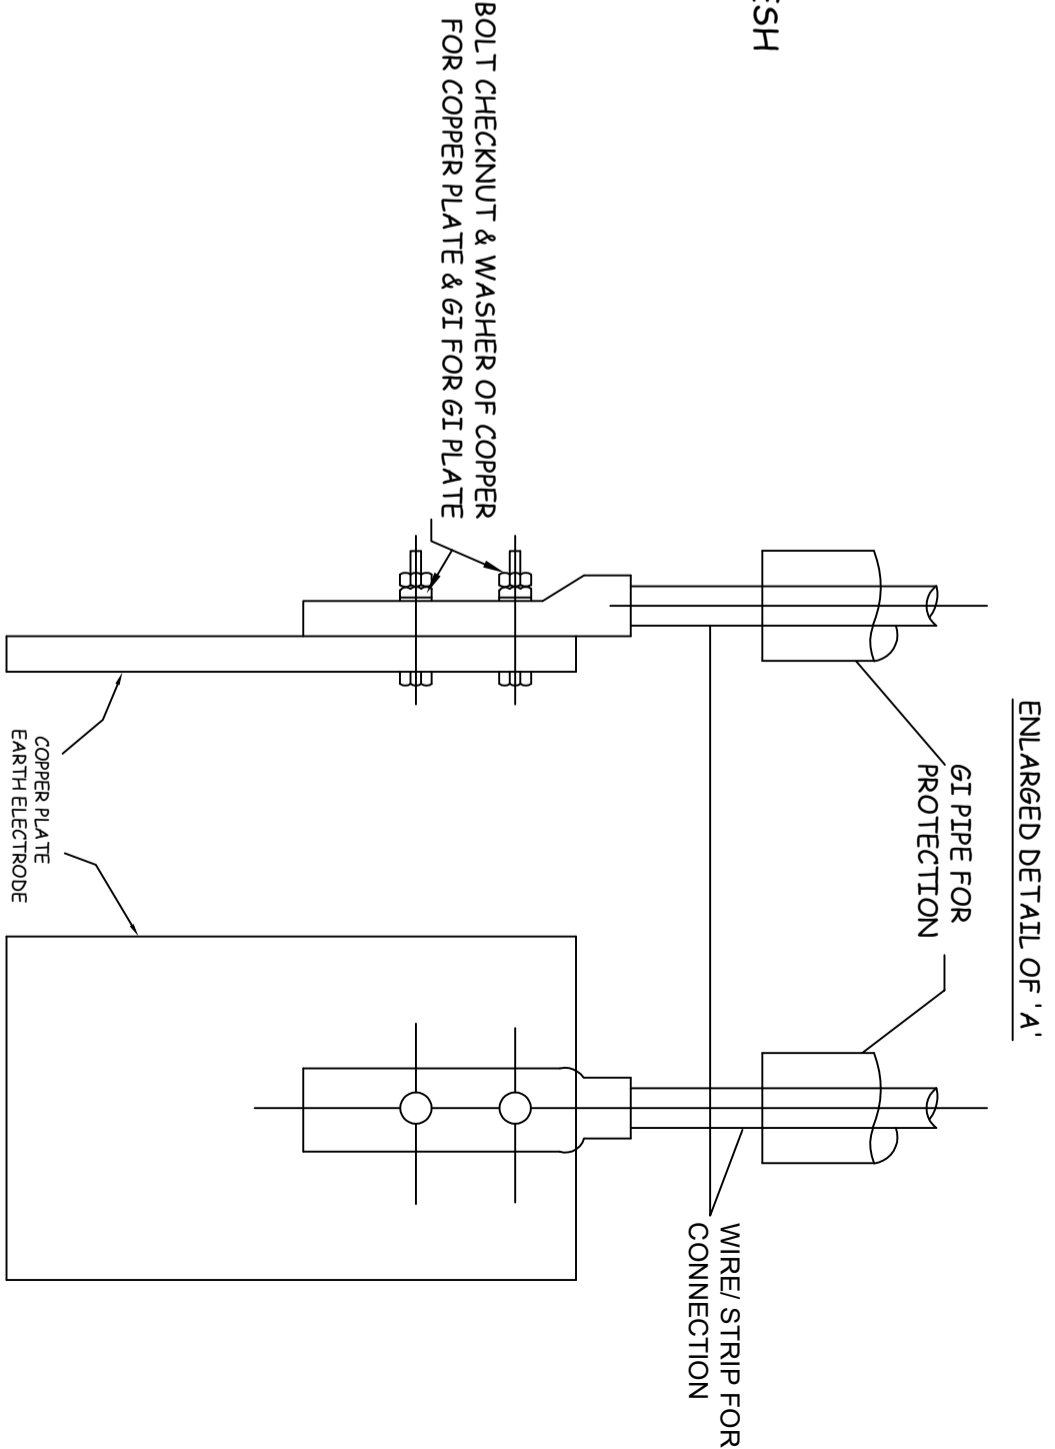 ESH
BOLT CHECKNUT & WASHER OF COPPER
FOR COPPER PLATE & GI FOR GI PLATE
ENLARGED DETAIL OF 'A'
GI PIPE FOR
PROTECTION
WIRE/ STRIP FOR
CONNECTION
COPPER PLATE
EARTH ELECTRODE